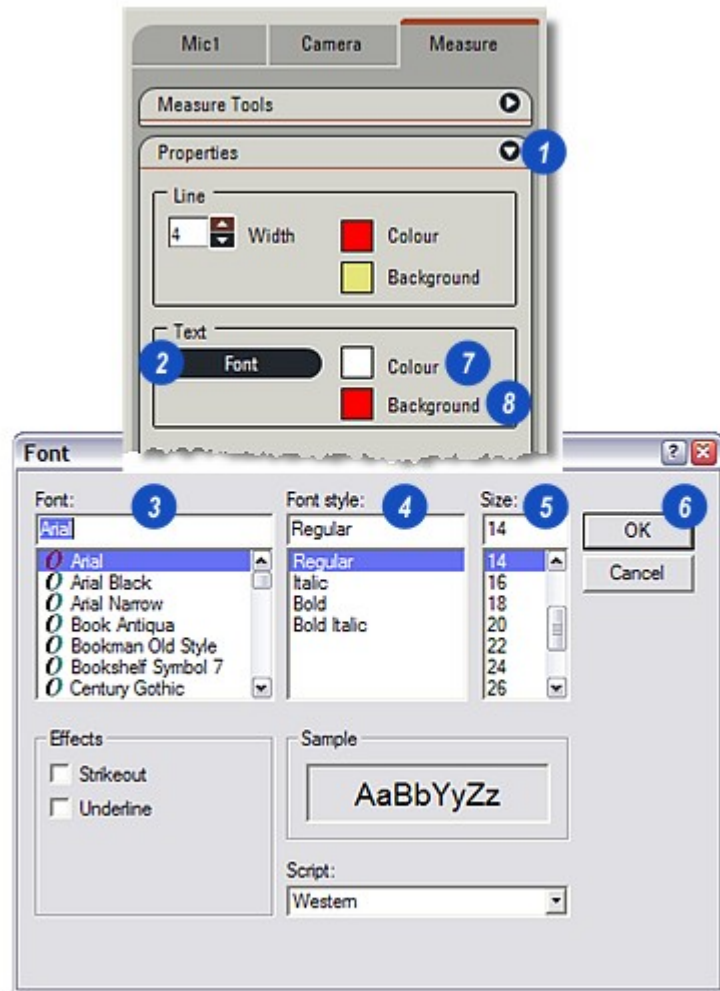 Mic1 Camera Measure
Measure Tools
Properties 1
Line
4 Width Colour
Background
Text
2 Font Colour 7
Background 8
Font
Font: 3 Font style: 4 Size: 5 6
Arial Regular 14 OK
Arial Regular 14 Cancel
Arial Black Italic 16
Arial Narrow Bold 18
Book Antiqua Bold Italic 20
Bookman Old Style 22
Bookshelf Symbol 7 24
Century Gothic 26
Effects Sample
Strikeout AaBbYyZz
Underline
Script:
Western